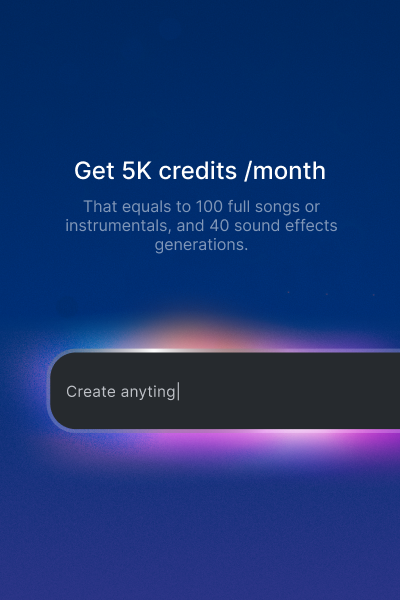 Get 5K credits /month
That equals to 100 full songs or
instrumentals, and 40 sound effects
generations.
Create anyting